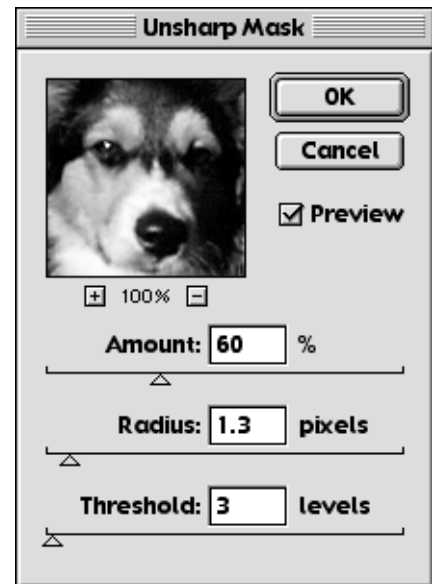 Unsharp Mask
OK
Cancel
Preview
+ 100% −
Amount: 60 %
Radius: 1.3 pixels
Threshold: 3 levels